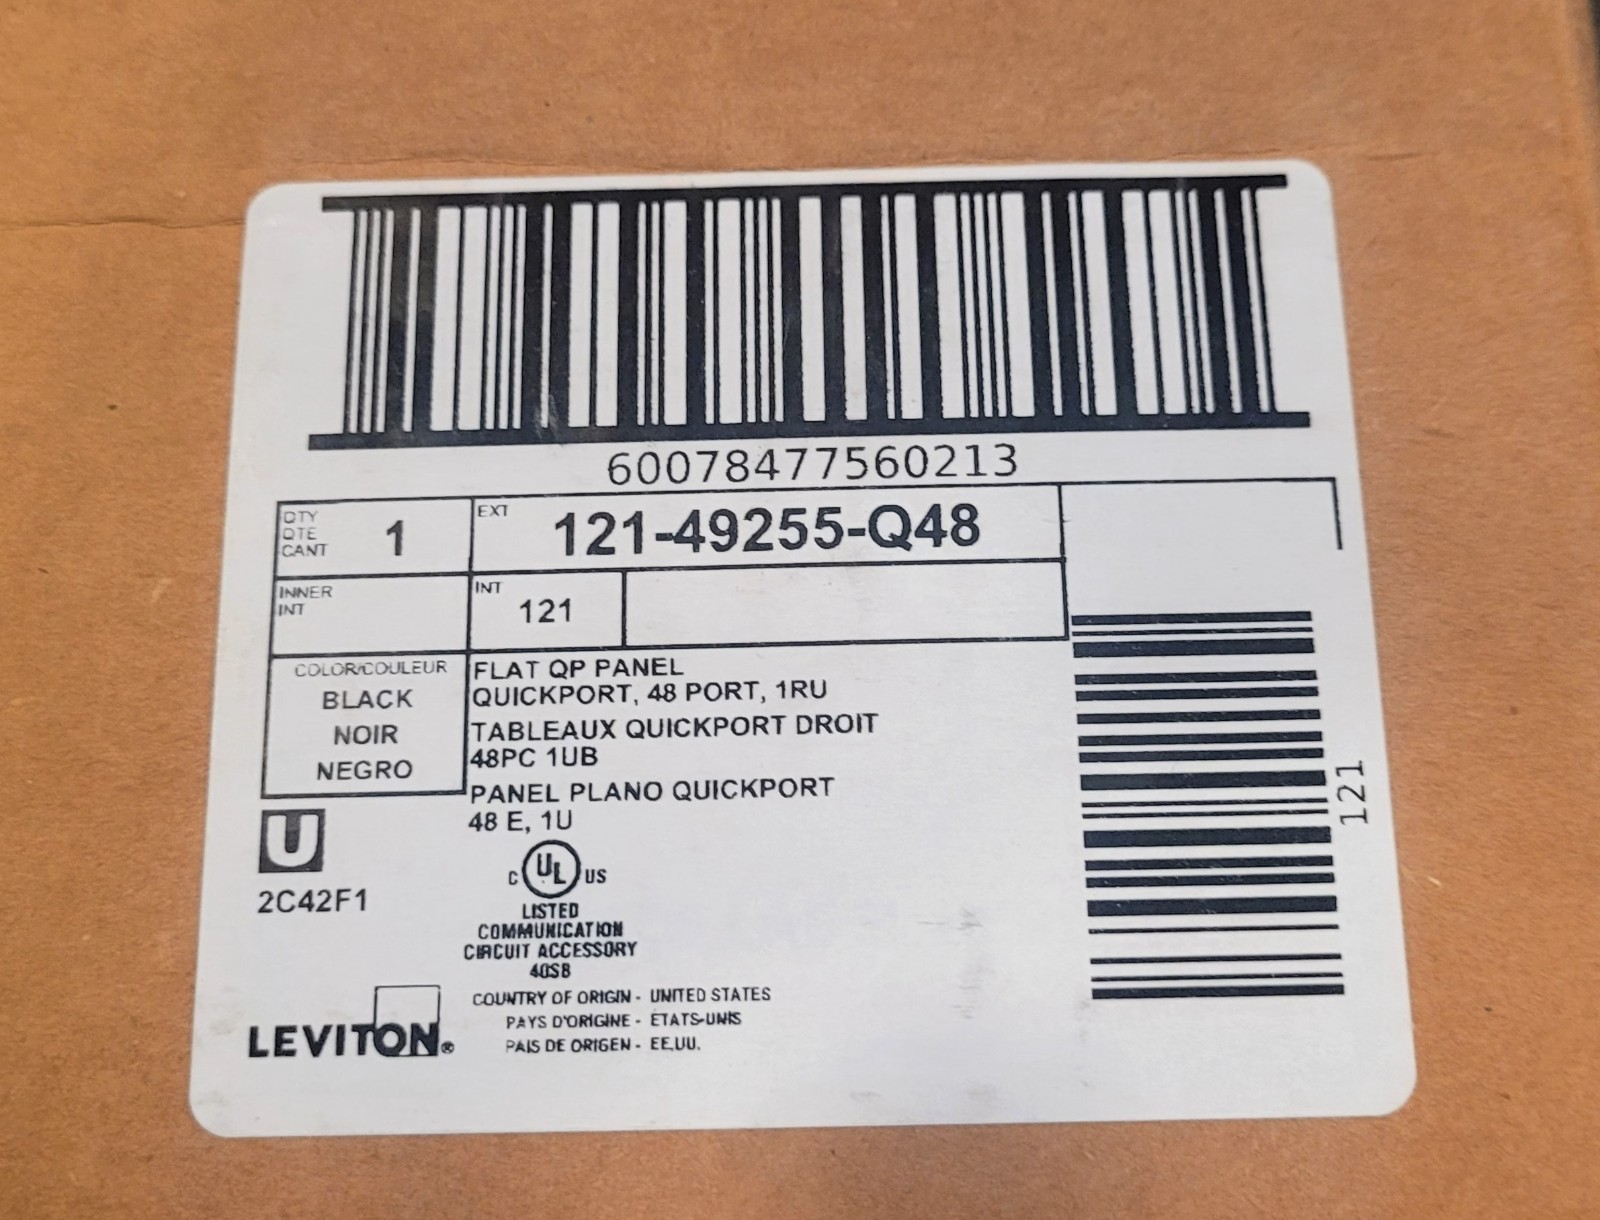 60078477560213
QTY
QTE
CANT
1
EXT
121-49255-Q48
INNER
INT
INT
121
COLOR/COULEUR
BLACK
NOIR
NEGRO
FLAT QP PANEL
QUICKPORT, 48 PORT, 1RU
TABLEAUX QUICKPORT DROIT
48PC 1UB
PANEL PLANO QUICKPORT
48 E, 1U
121
U
2C42F1
C UL US
LISTED
COMMUNICATION
CIRCUIT ACCESSORY
40SB
LEVITON®
COUNTRY OF ORIGIN - UNITED STATES
PAYS D'ORIGINE - ETATS-UNIS
PAIS DE ORIGEN - EE.UU.